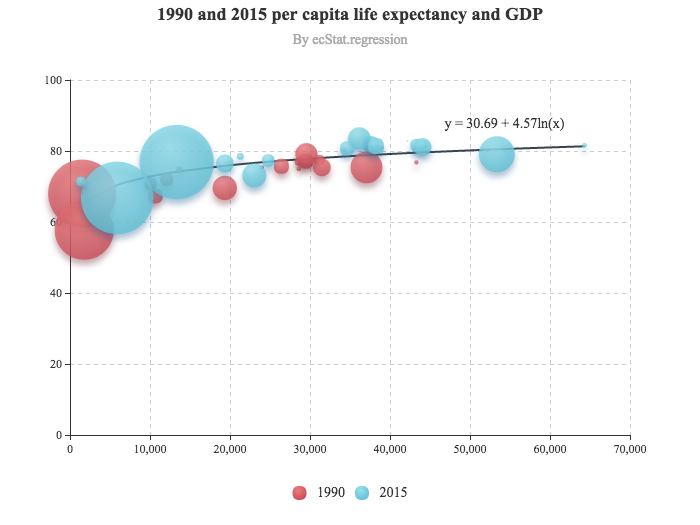 1990 and 2015 per capita life expectancy and GDP
By ecStat.regression
100
80
60
40
20
0
y = 30.69 + 4.57ln(x)
0 10,000 20,000 30,000 40,000 50,000 60,000 70,000
1990 2015